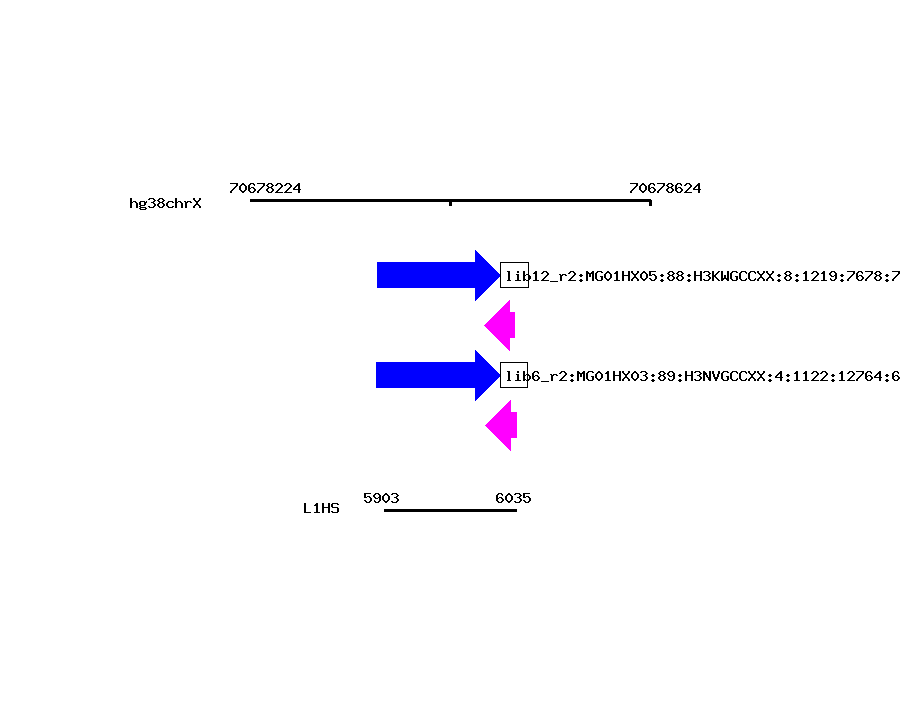 70678224 70678624
hg38chrX
lib12_r2:MG01HX05:88:H3KWGCCXX:8:1219:7678:7
lib6_r2:MG01HX03:89:H3NVGCCXX:4:1122:12764:6
5903 6035
L1HS